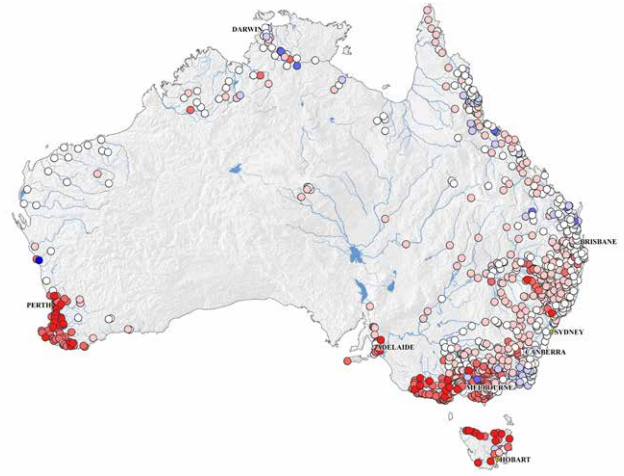 DARWIN
BRISBANE
PERTH
SYDNEY
ADELAIDE
CANBERRA
MELBOURNE
HOBART